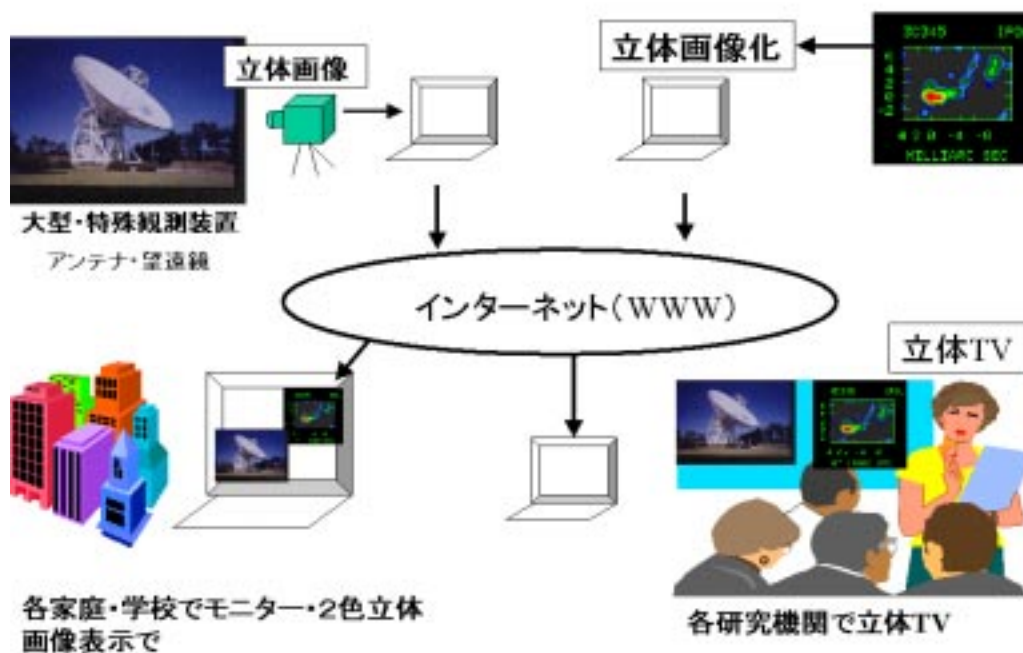 立体画像
立体画像化
3C345
大型・特殊観測装置
アンテナ・望遠鏡
MILLIARC SEC
インターネット(WWW)
立体TV
各家庭・学校でモニター・2色立体
画像表示で
各研究機関で立体TV